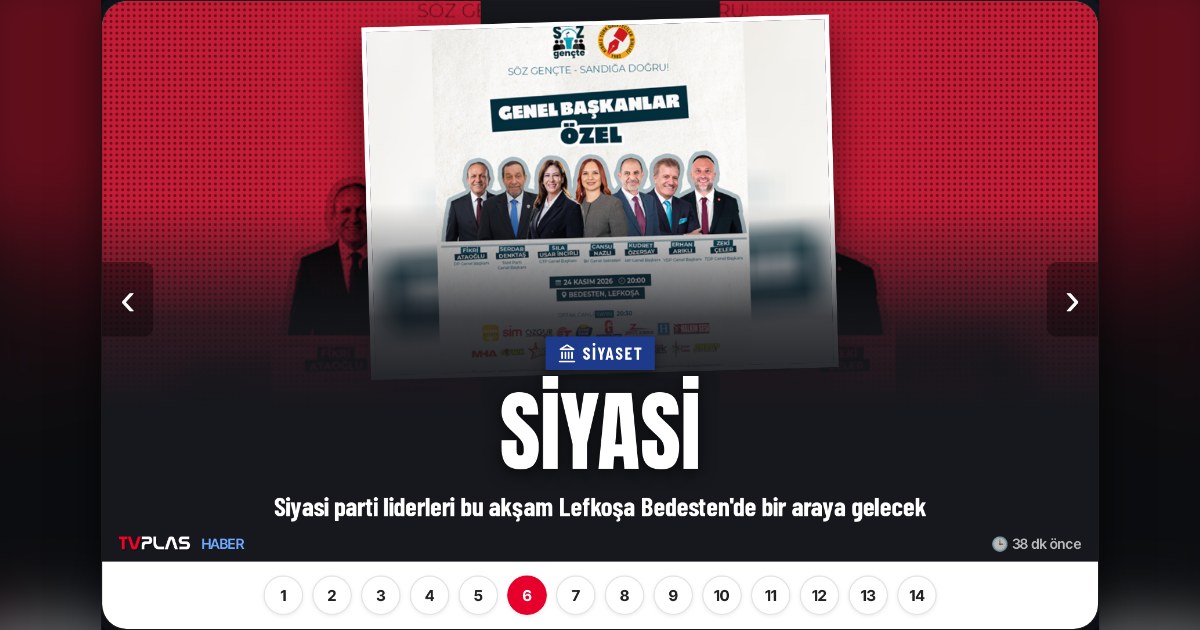 SÖZ
gençte
SÖZ GENÇTE - SANDIĞA DOĞRU!
GENEL BAŞKANLAR
ÖZEL
FİKRİ ATAOĞLU
SERDAR DENKTAŞ
SILA USAR İNCİRLİ
CANSU NAZLI
KUDRET ÖZERSAY
ERHAN ARIKLI
ZEKİ ÇELER
24 KASIM 2026 20:00
BEDESTEN, LEFKOŞA
SİYASET
SİYASİ
Siyasi parti liderleri bu akşam Lefkoşa Bedesten'de bir araya gelecek
TVPLAS HABER
38 dk önce
1 2 3 4 5 6 7 8 9 10 11 12 13 14